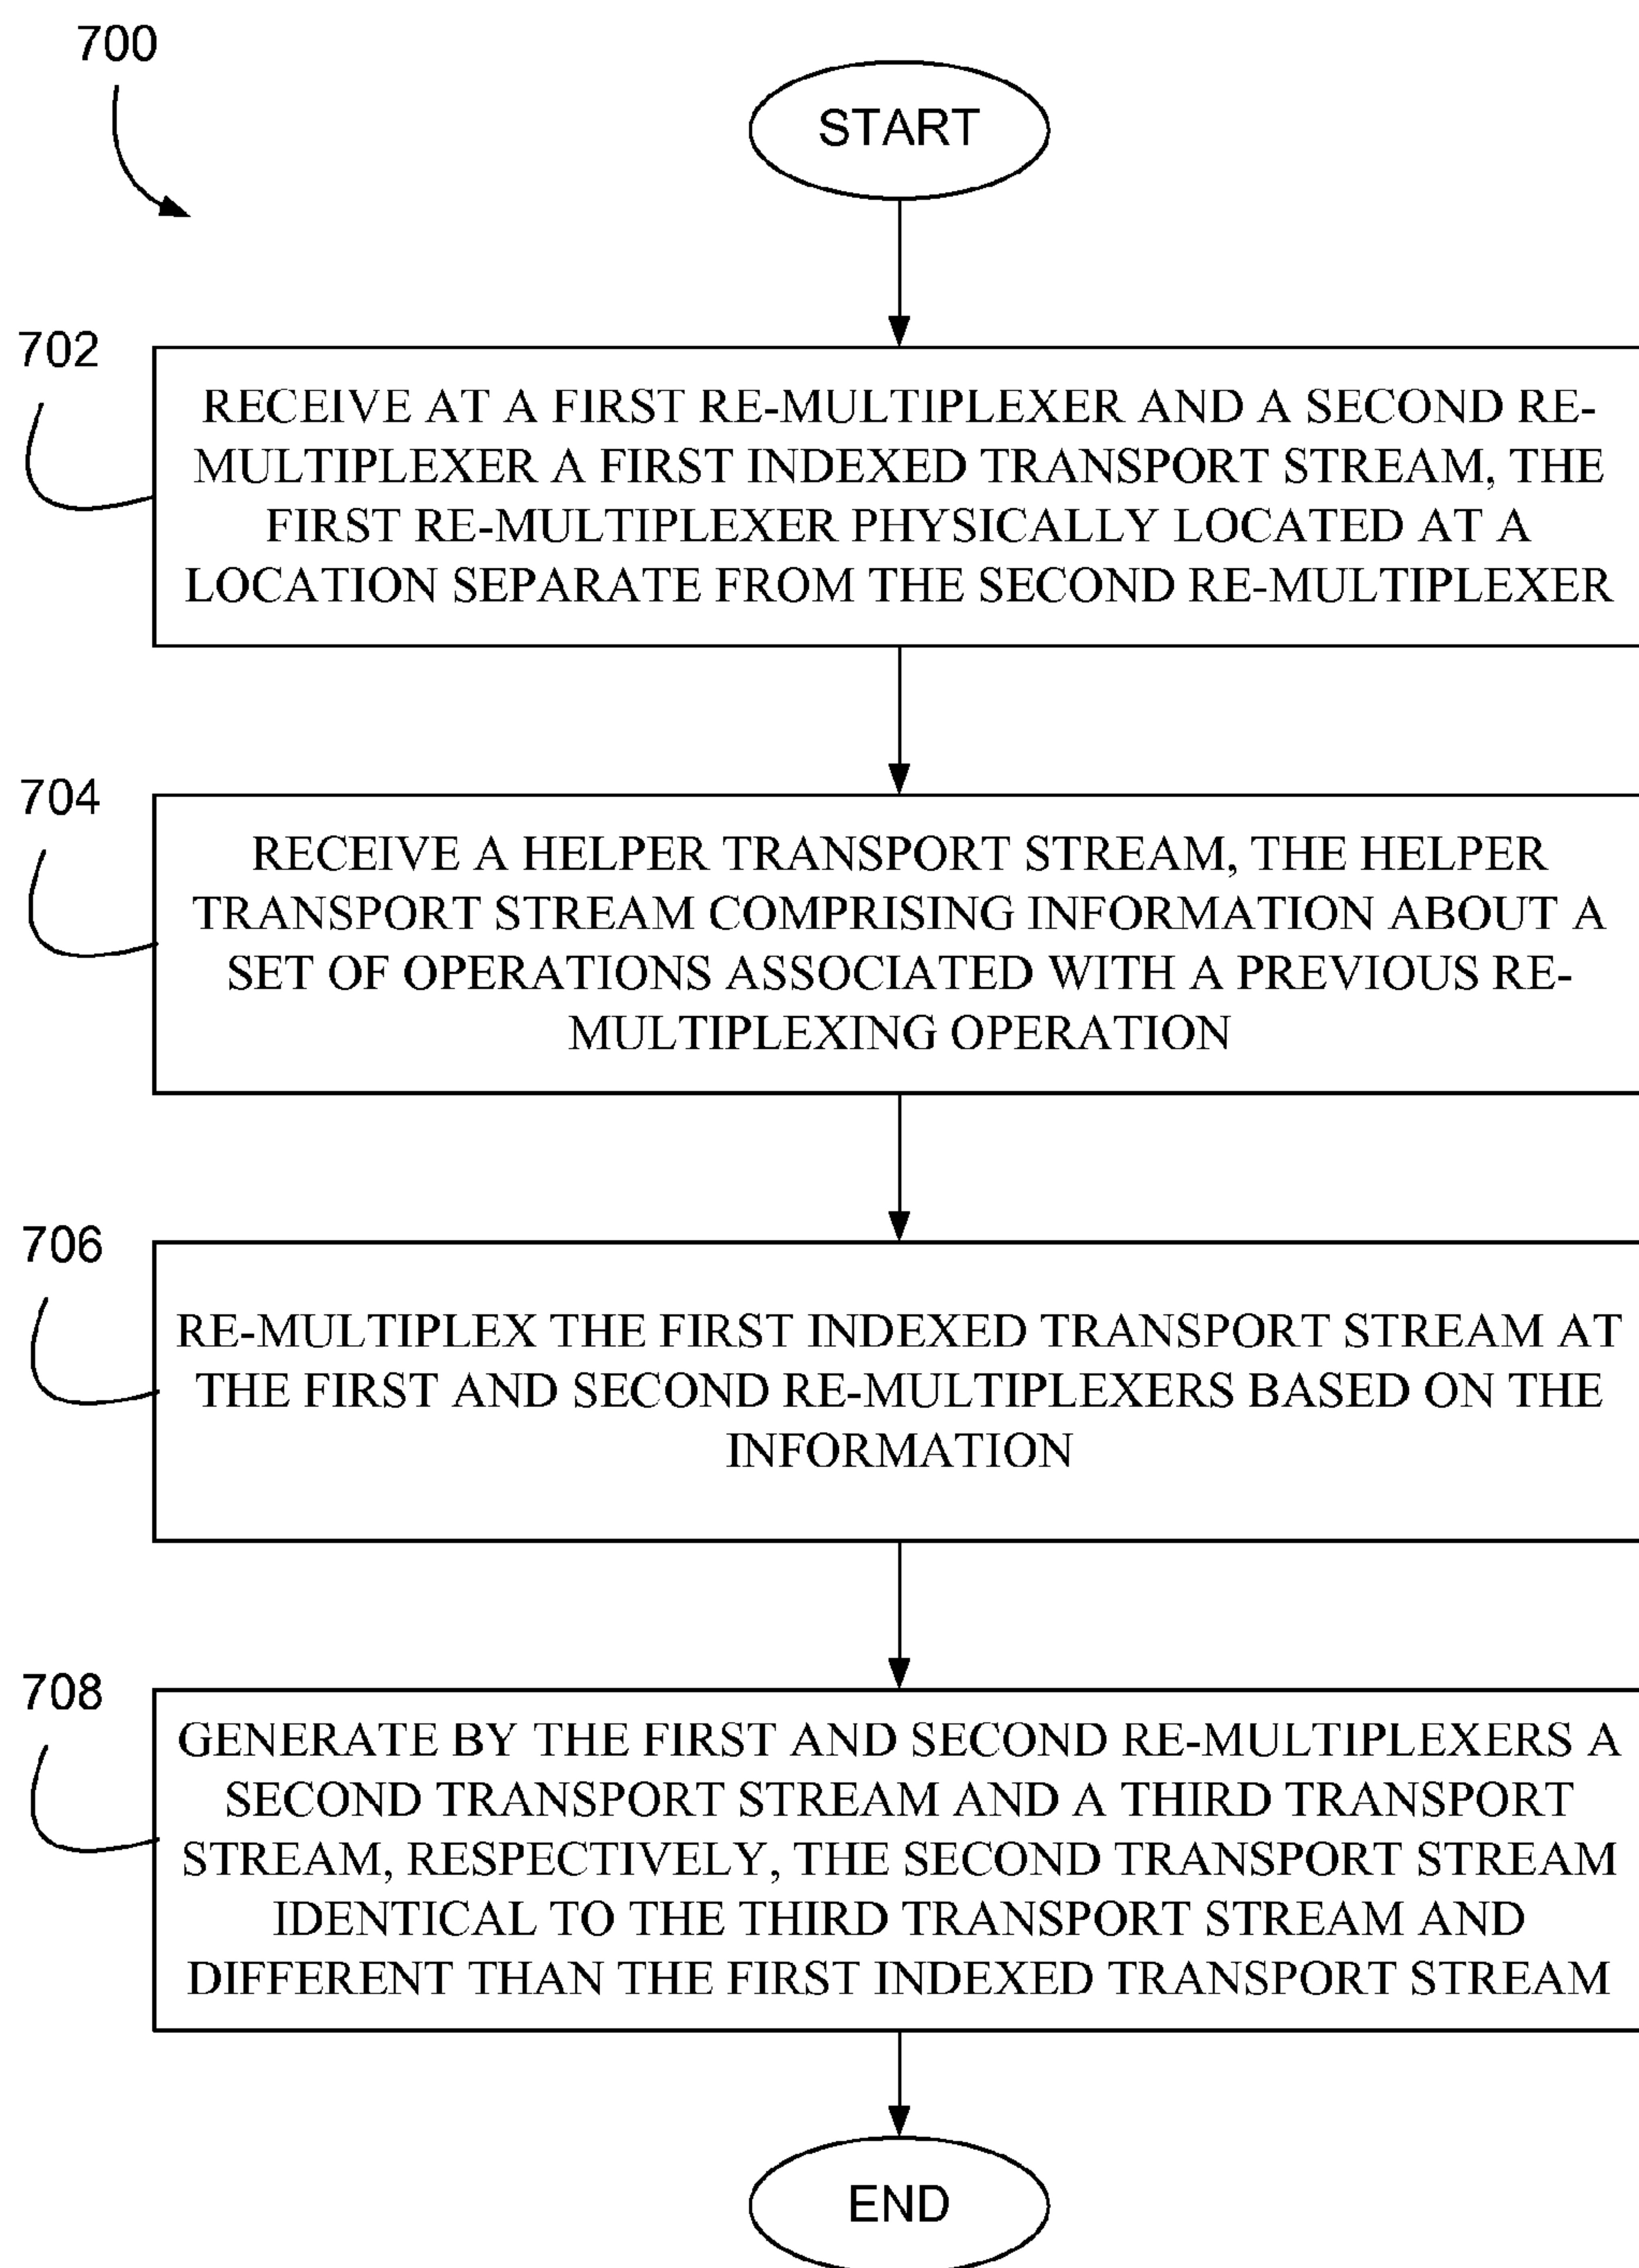 700
START
702
RECEIVE AT A FIRST RE-MULTIPLEXER AND A SECOND RE-
MULTIPLEXER A FIRST INDEXED TRANSPORT STREAM, THE
FIRST RE-MULTIPLEXER PHYSICALLY LOCATED AT A
LOCATION SEPARATE FROM THE SECOND RE-MULTIPLEXER
704
RECEIVE A HELPER TRANSPORT STREAM, THE HELPER
TRANSPORT STREAM COMPRISING INFORMATION ABOUT A
SET OF OPERATIONS ASSOCIATED WITH A PREVIOUS RE-
MULTIPLEXING OPERATION
706
RE-MULTIPLEX THE FIRST INDEXED TRANSPORT STREAM AT
THE FIRST AND SECOND RE-MULTIPLEXERS BASED ON THE
INFORMATION
708
GENERATE BY THE FIRST AND SECOND RE-MULTIPLEXERS A
SECOND TRANSPORT STREAM AND A THIRD TRANSPORT
STREAM, RESPECTIVELY, THE SECOND TRANSPORT STREAM
IDENTICAL TO THE THIRD TRANSPORT STREAM AND
DIFFERENT THAN THE FIRST INDEXED TRANSPORT STREAM
END